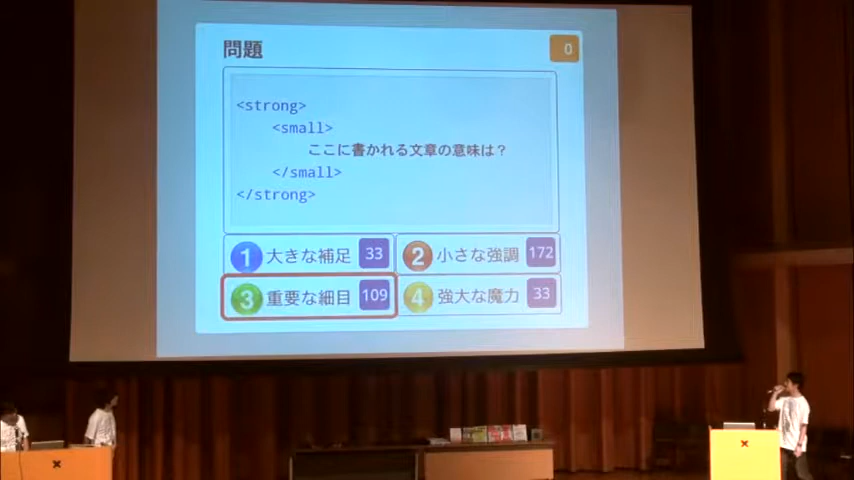 問題
0
<strong>
<small>
ここに書かれる文章の意味は？
</small>
</strong>
1 大きな補足 33
2 小さな強調 172
3 重要な細目 109
4 強大な魔力 33